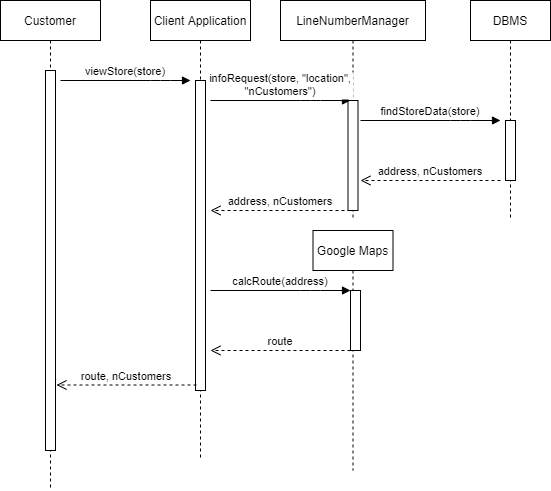 Customer
Client Application
LineNumberManager
DBMS
viewStore(store)
infoRequest(store, "location",
"nCustomers")
findStoreData(store)
address, nCustomers
address, nCustomers
Google Maps
calcRoute(address)
route
route, nCustomers